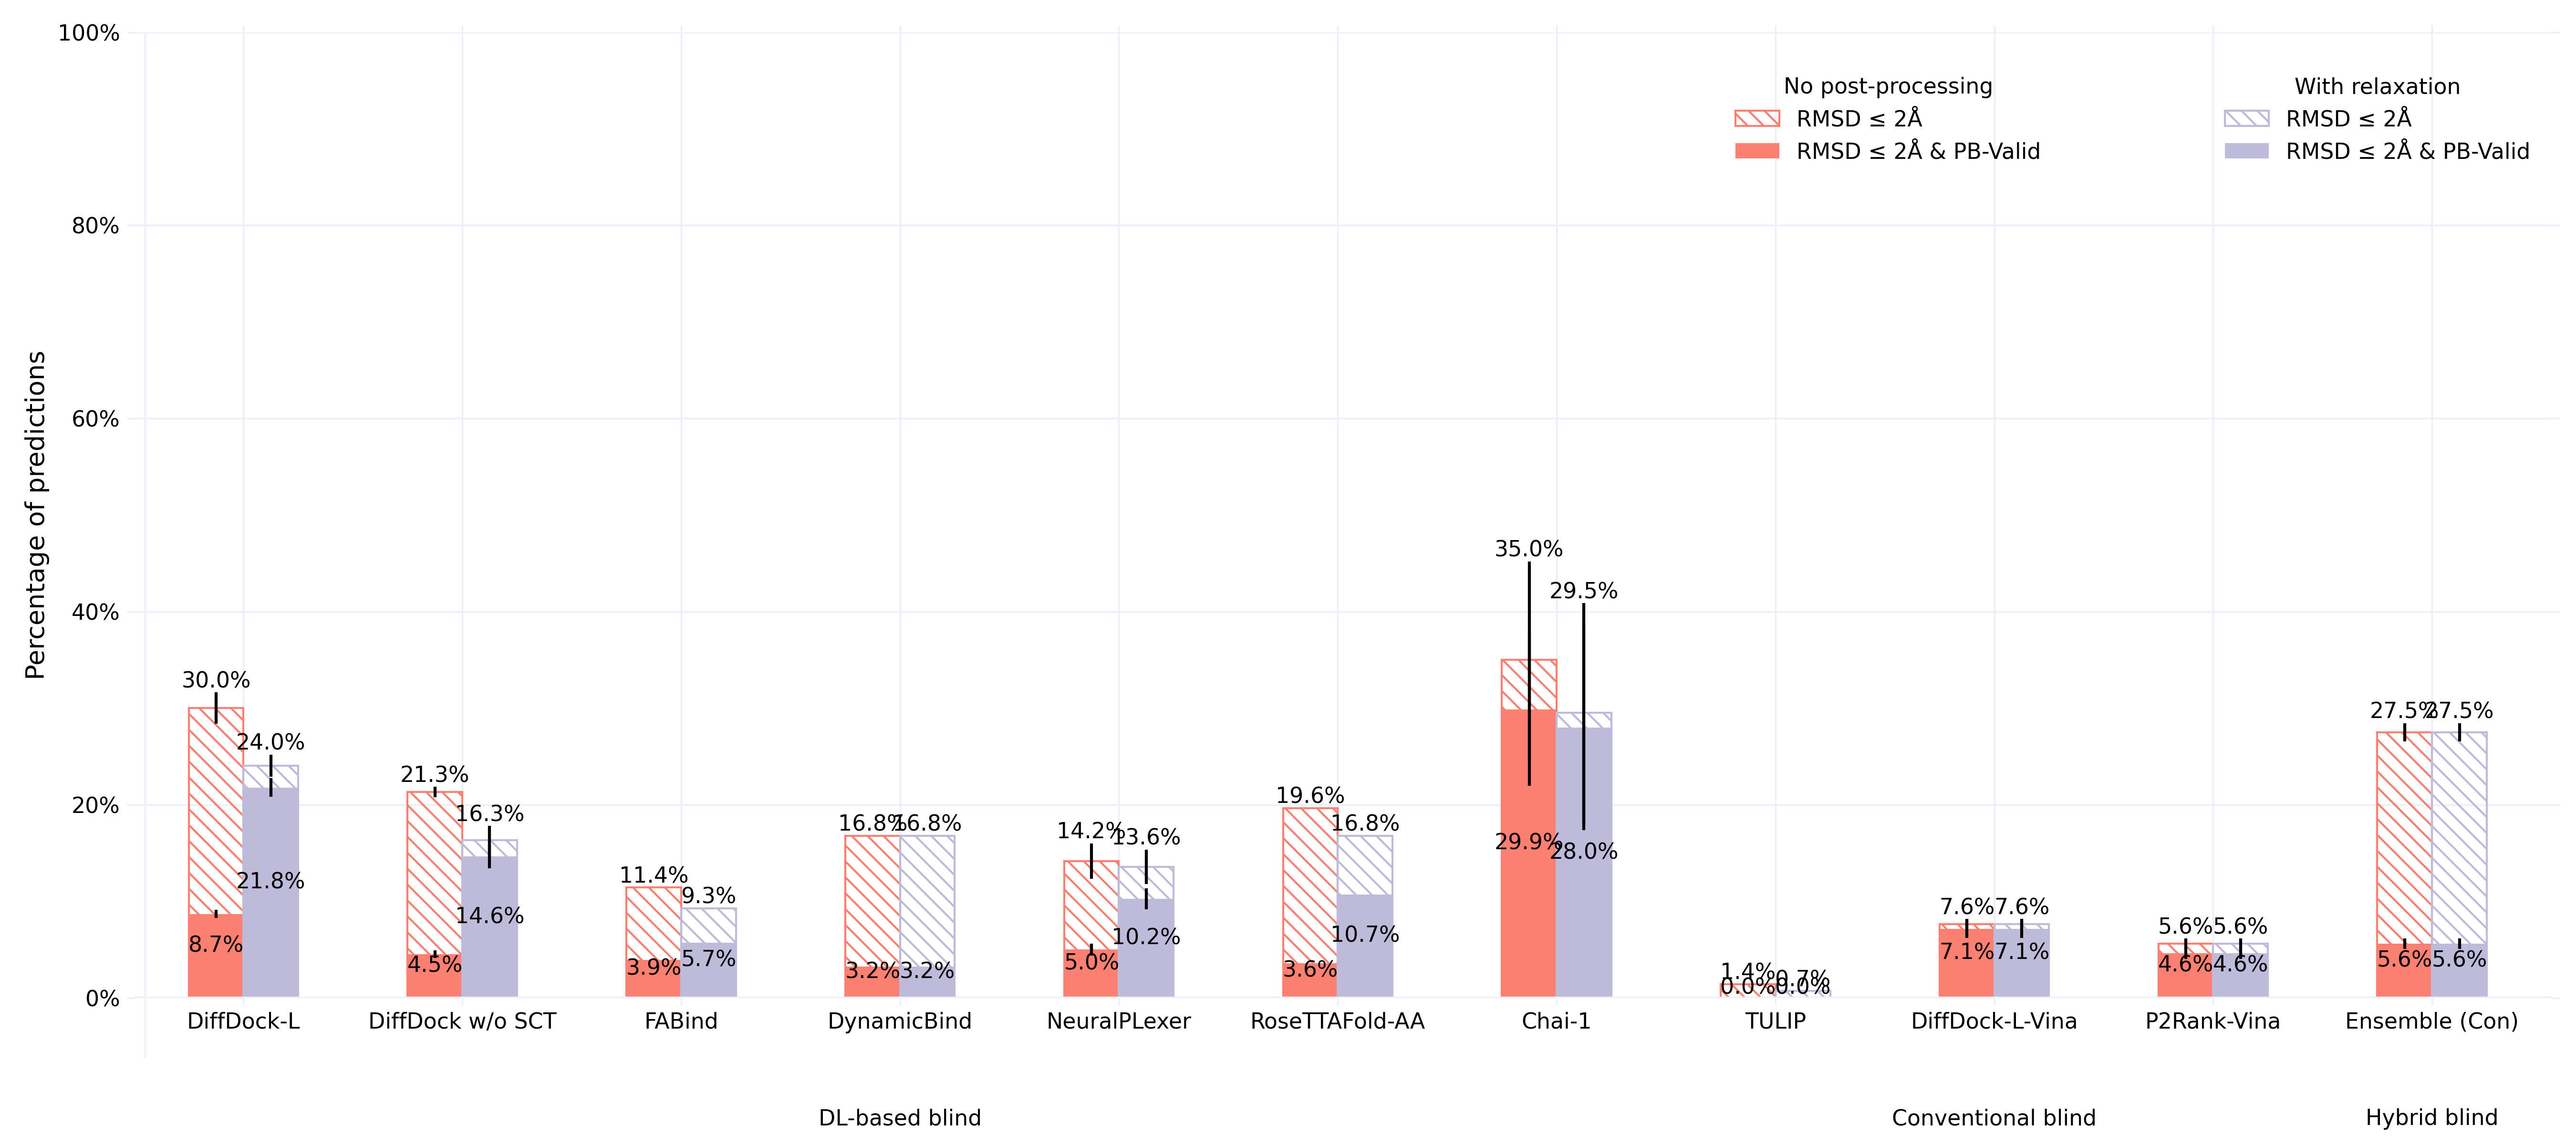 100%
80%
60%
40%
20%
0%
Percentage of predictions
No post-processing
RMSD ≤ 2Å
RMSD ≤ 2Å & PB-Valid
With relaxation
RMSD ≤ 2Å
RMSD ≤ 2Å & PB-Valid
30.0%
24.0%
8.7%
21.8%
21.3%
16.3%
4.5%
14.6%
11.4%
9.3%
3.9%
5.7%
16.8%
16.8%
3.2%
3.2%
14.2%
13.6%
5.0%
10.2%
19.6%
16.8%
3.6%
10.7%
35.0%
29.5%
29.9%
28.0%
1.4%
0.7%
0.0%
0.0%
7.6%
7.6%
7.1%
7.1%
5.6%
5.6%
4.6%
4.6%
27.5%
27.5%
5.6%
5.6%
DiffDock-L
DiffDock w/o SCT
FABind
DynamicBind
NeuralPLexer
RoseTTAFold-AA
Chai-1
TULIP
DiffDock-L-Vina
P2Rank-Vina
Ensemble (Con)
DL-based blind
Conventional blind
Hybrid blind